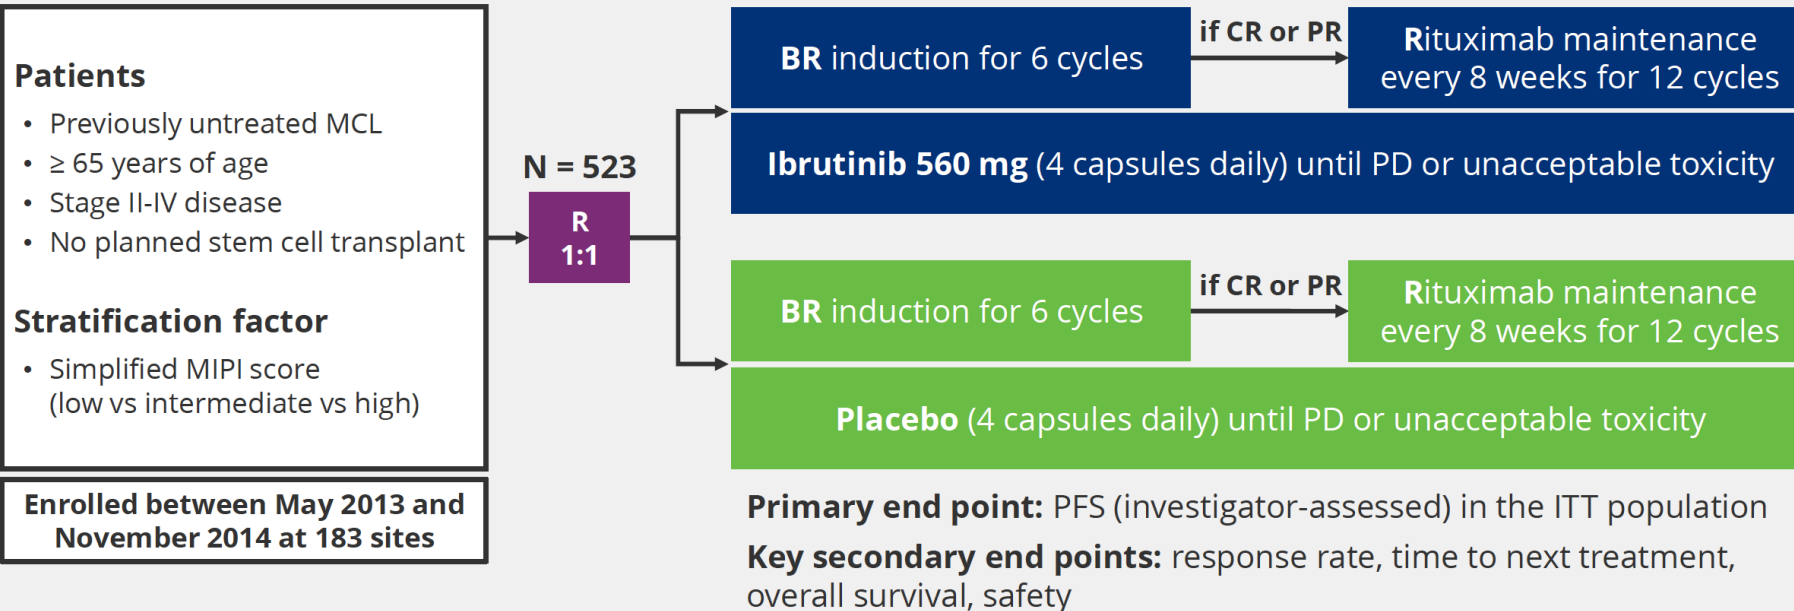 Patients
• Previously untreated MCL
• ≥ 65 years of age
• Stage II-IV disease
• No planned stem cell transplant
Stratification factor
• Simplified MIPI score
(low vs intermediate vs high)
Enrolled between May 2013 and
November 2014 at 183 sites
N = 523
R
1:1
BR induction for 6 cycles
if CR or PR
Rituximab maintenance
every 8 weeks for 12 cycles
Ibrutinib 560 mg (4 capsules daily) until PD or unacceptable toxicity
BR induction for 6 cycles
if CR or PR
Rituximab maintenance
every 8 weeks for 12 cycles
Placebo (4 capsules daily) until PD or unacceptable toxicity
Primary end point: PFS (investigator-assessed) in the ITT population
Key secondary end points: response rate, time to next treatment,
overall survival, safety